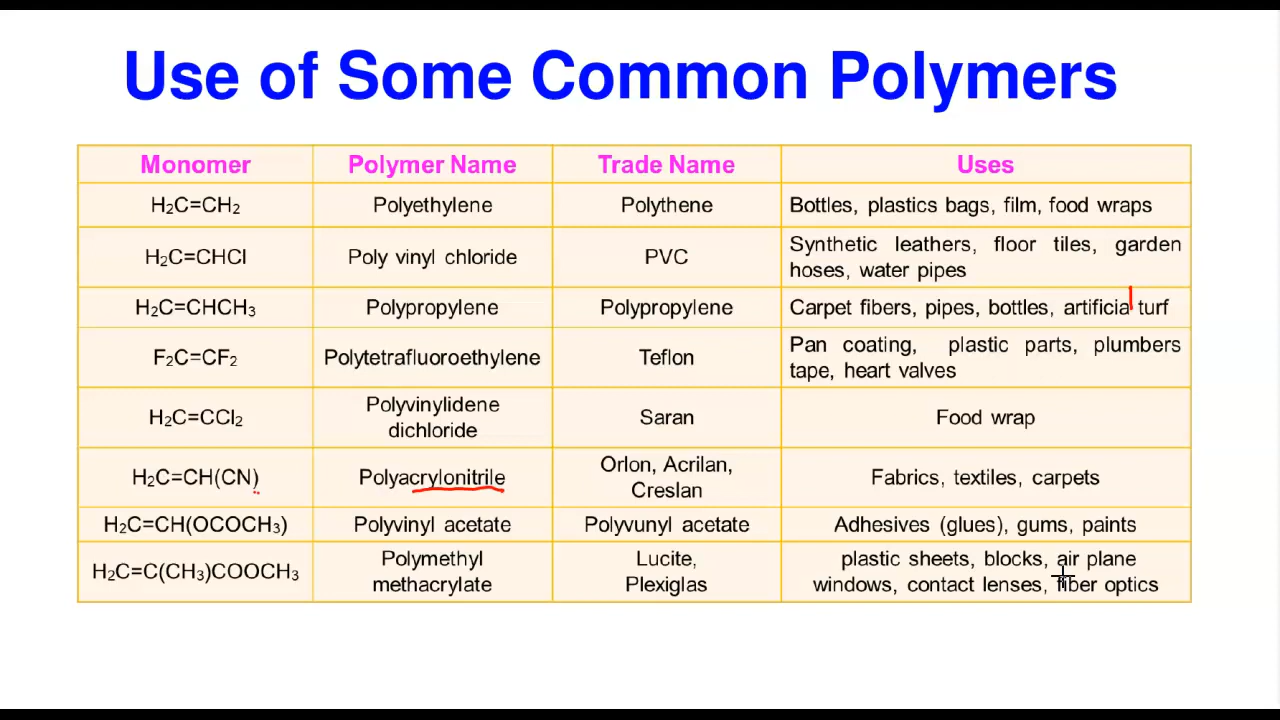 Use of Some Common Polymers
Monomer Polymer Name Trade Name Uses
H₂C=CH₂ Polyethylene Polythene Bottles, plastics bags, film, food wraps
H₂C=CHCl Poly vinyl chloride PVC Synthetic leathers, floor tiles, garden
hoses, water pipes
H₂C=CHCH₃ Polypropylene Polypropylene Carpet fibers, pipes, bottles, artificial turf
F₂C=CF₂ Polytetrafluoroethylene Teflon Pan coating, plastic parts, plumbers
tape, heart valves
H₂C=CCl₂ Polyvinylidene
dichloride Saran Food wrap
H₂C=CH(CN) Polyacrylonitrile Orlon, Acrilan,
Creslan Fabrics, textiles, carpets
H₂C=CH(OCOCH₃) Polyvinyl acetate Polyvunyl acetate Adhesives (glues), gums, paints
H₂C=C(CH₃)COOCH₃ Polymethyl
methacrylate Lucite,
Plexiglas plastic sheets, blocks, air plane
windows, contact lenses, fiber optics